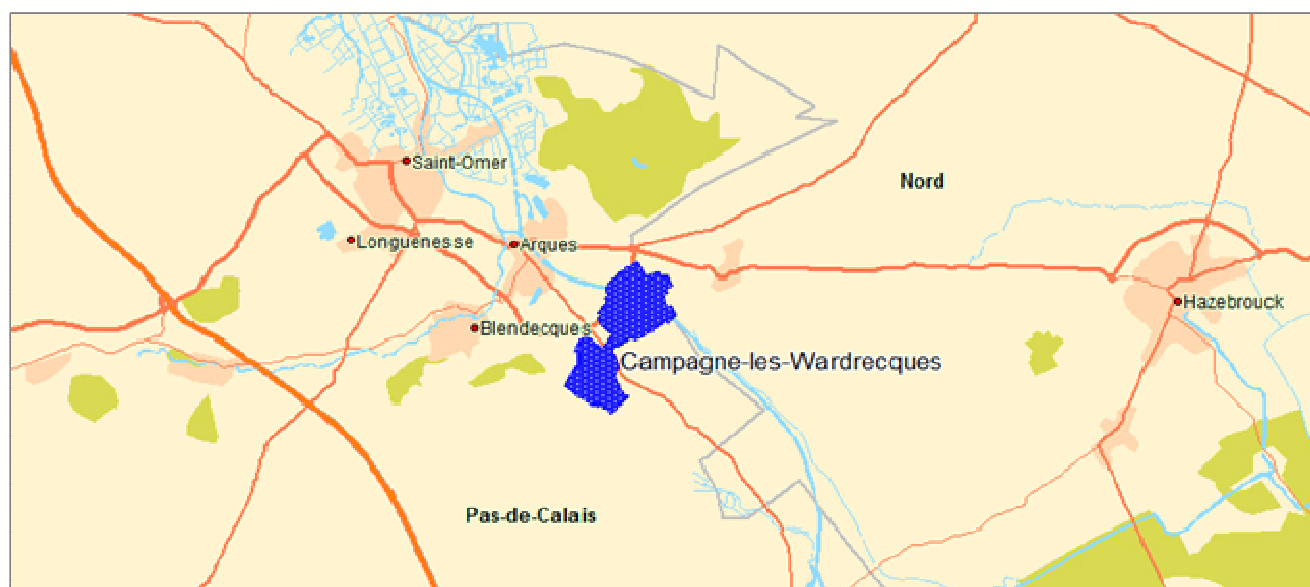 Saint-Omer
Nord
Longuenesse
Arques
Hazebrouck
Blendecques
Campagne-les-Wardrecques
Pas-de-Calais